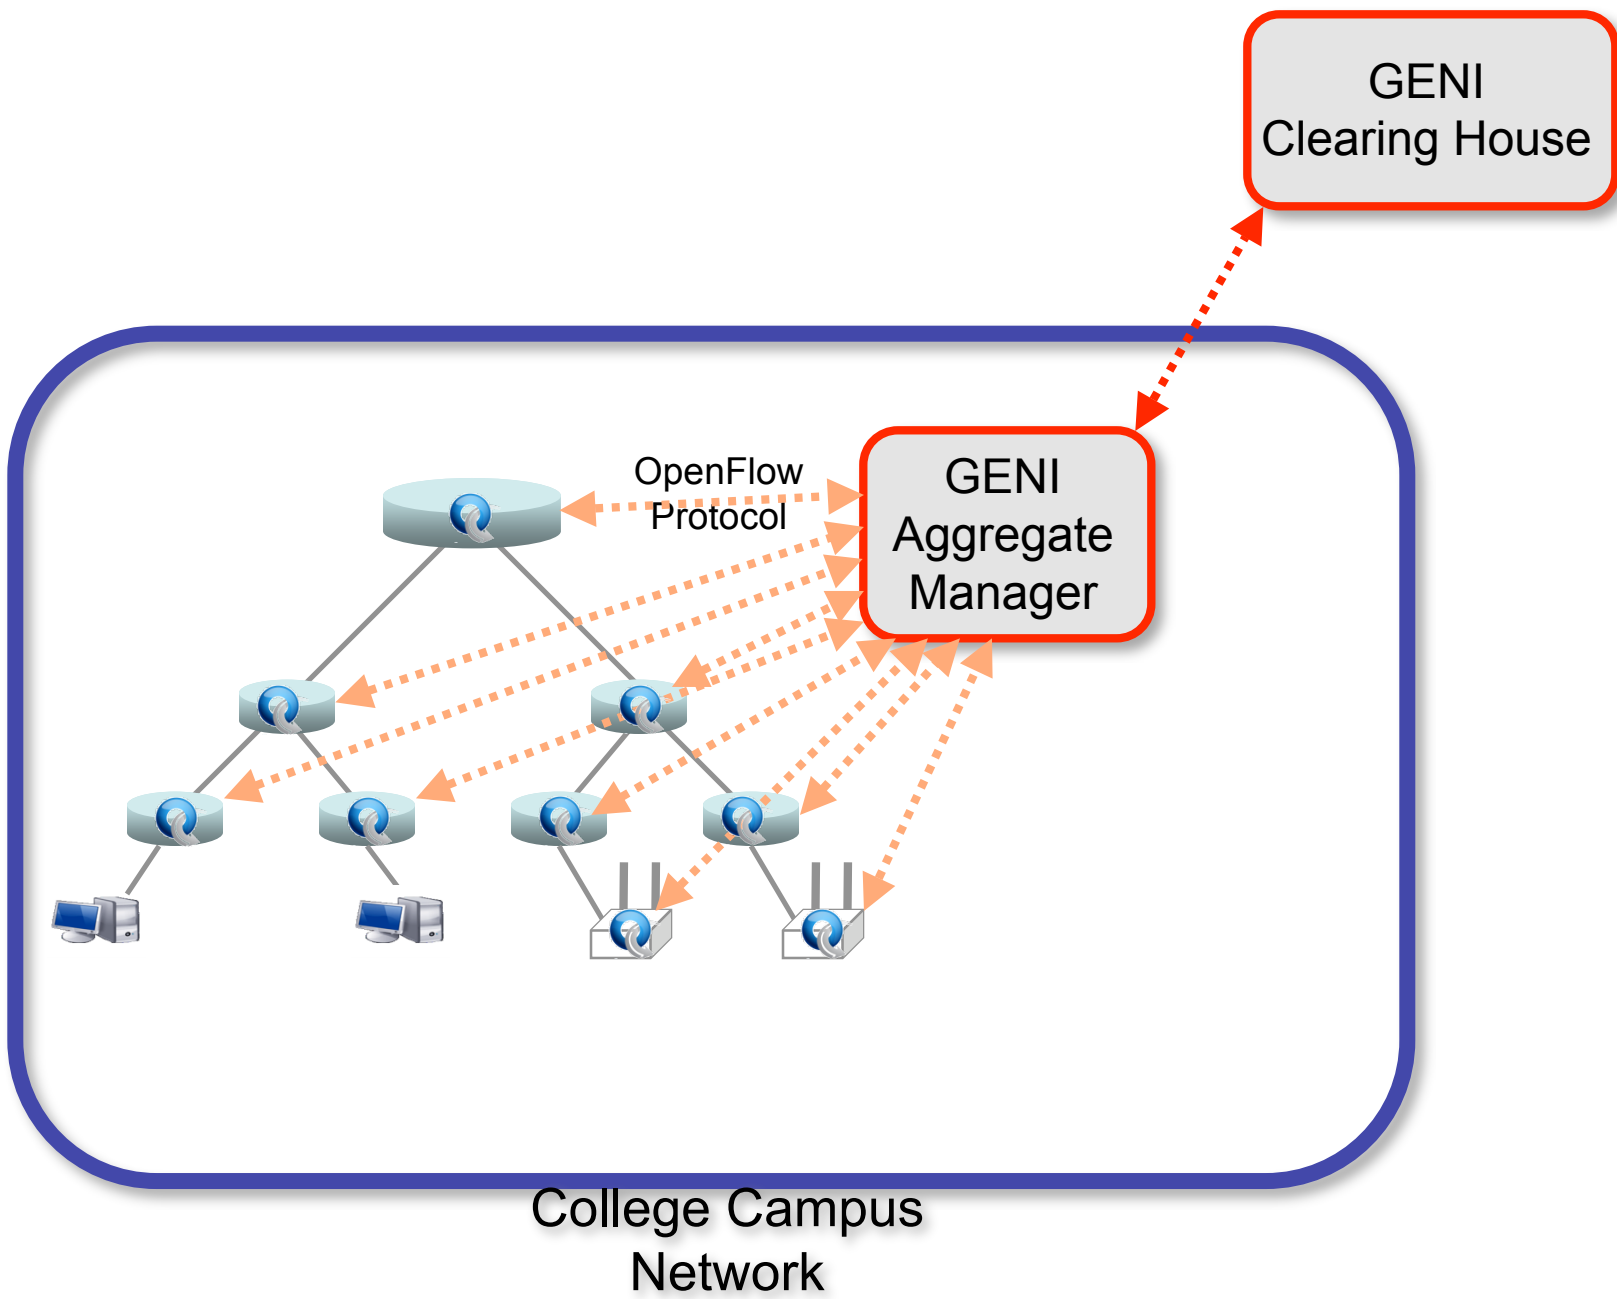 GENI
Clearing House
OpenFlow
Protocol
GENI
Aggregate
Manager
College Campus
Network